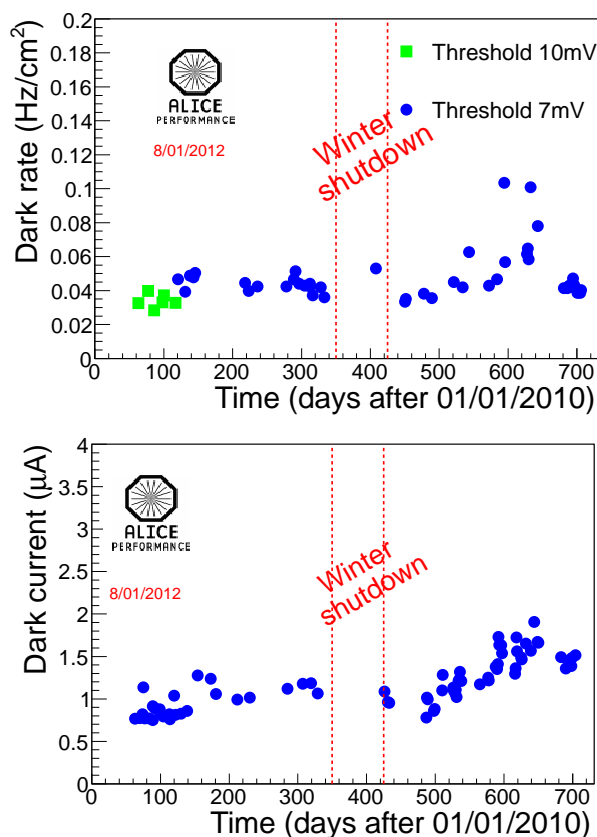 Dark rate (Hz/cm²)
0.2
0.18
0.16
0.14
0.12
0.1
0.08
0.06
0.04
0.02
0
ALICE
PERFORMANCE
8/01/2012
Winter
shutdown
Threshold 10mV
Threshold 7mV
0 100 200 300 400 500 600 700
Time (days after 01/01/2010)
Dark current (μA)
4
3.5
3
2.5
2
1.5
1
0.5
0
ALICE
PERFORMANCE
8/01/2012
Winter
shutdown
0 100 200 300 400 500 600 700
Time (days after 01/01/2010)